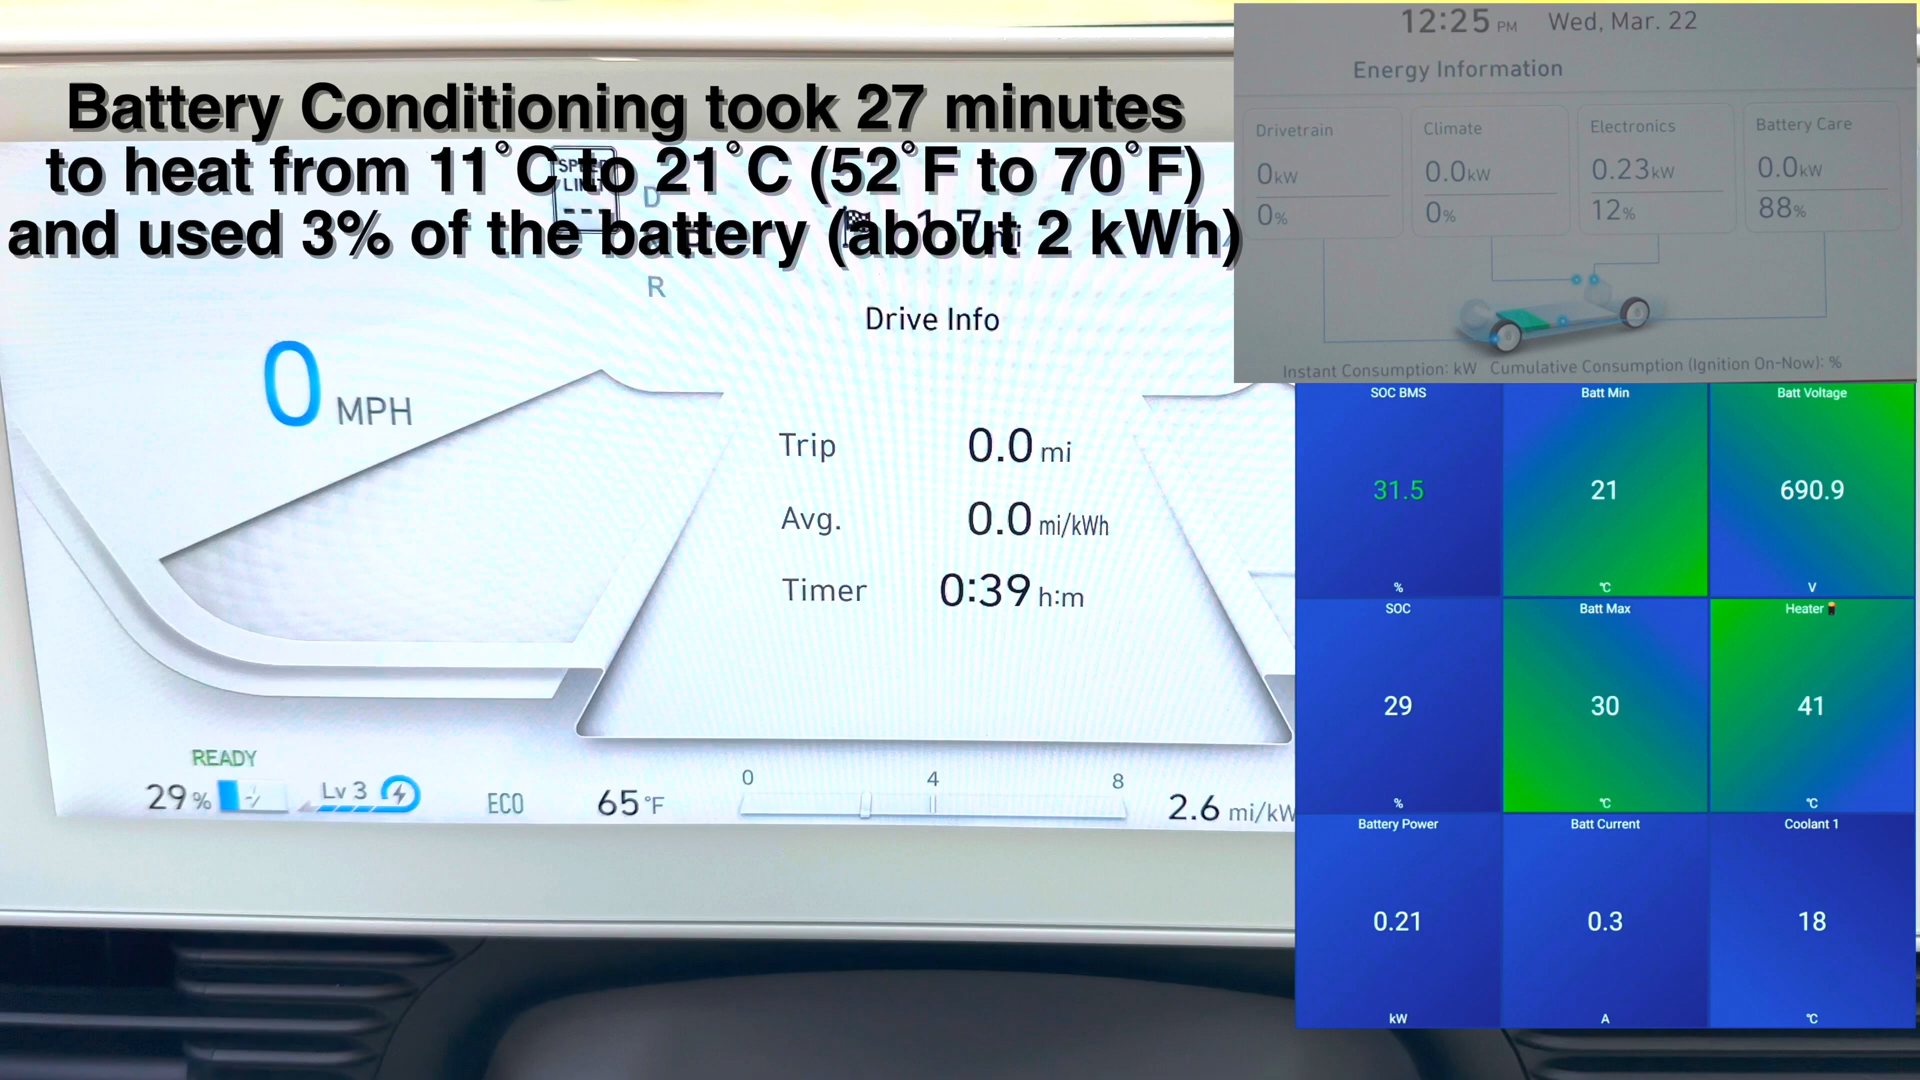 Battery Conditioning took 27 minutes
to heat from 11°C to 21°C (52°F to 70°F)
and used 3% of the battery (about 2 kWh)
SPEED
LIMIT
---
D
R
1.7 mi
0 MPH
Drive Info
Trip 0.0 mi
Avg. 0.0 mi/kWh
Timer 0:39 h:m
READY
29% Lv 3 ECO 65°F
0 4 8
2.6 mi/kW
12:25 PM Wed, Mar. 22
Energy Information
Drivetrain Climate Electronics Battery Care
0kW 0.0kW 0.23kW 0.0kW
0% 0% 12% 88%
Instant Consumption: kW Cumulative Consumption (Ignition On-Now): %
SOC BMS Batt Min Batt Voltage
31.5 21 690.9
% °C V
SOC Batt Max Heater
29 30 41
% °C °C
Battery Power Batt Current Coolant 1
0.21 0.3 18
kW A °C